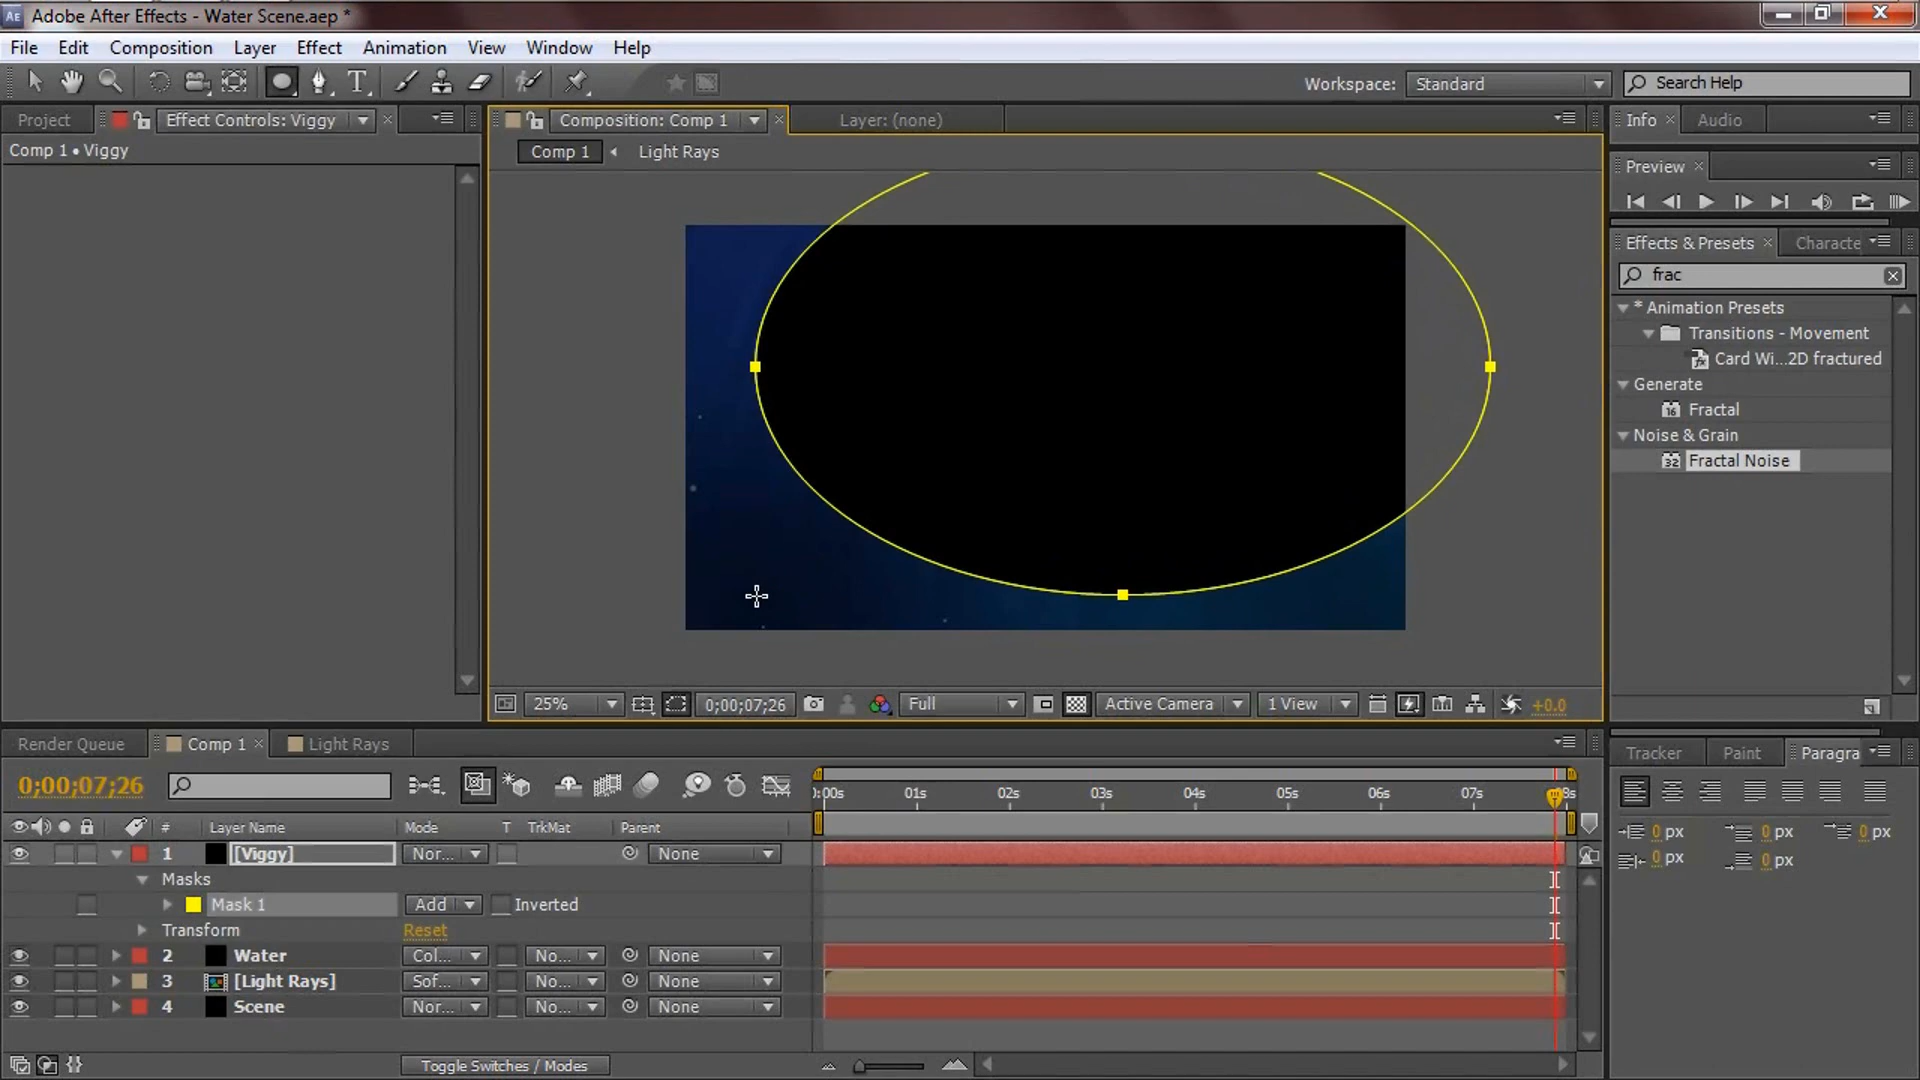 Adobe After Effects - Water Scene.aep *
File Edit Composition Layer Effect Animation View Window Help
Workspace: Standard Search Help
Project Effect Controls: Viggy Composition: Comp 1 Layer: (none) Info Audio
Comp 1 • Viggy
Comp 1 Light Rays
Preview
Effects & Presets Characte
frac
* Animation Presets
Transitions - Movement
Card Wi...2D fractured
Generate
Fractal
Noise & Grain
Fractal Noise
25% 0;00;07;26 Full Active Camera 1 View +0.0
Render Queue Comp 1 Light Rays
Tracker Paint Paragra
0;00;07;26
):00s 01s 02s 03s 04s 05s 06s 07s 08s
# Layer Name Mode T TrkMat Parent
1 [Viggy] Nor... None
Masks
Mask 1 Add Inverted
Transform Reset
2 Water Col... No... None
3 [Light Rays] Sof... No... None
4 Scene Nor... No... None
0 px 0 px 0 px
0 px 0 px
Toggle Switches / Modes